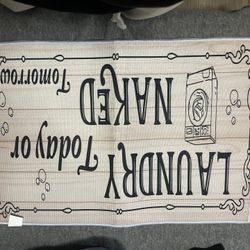 LAUNDRY
Today or
NAKED
Tomorrow